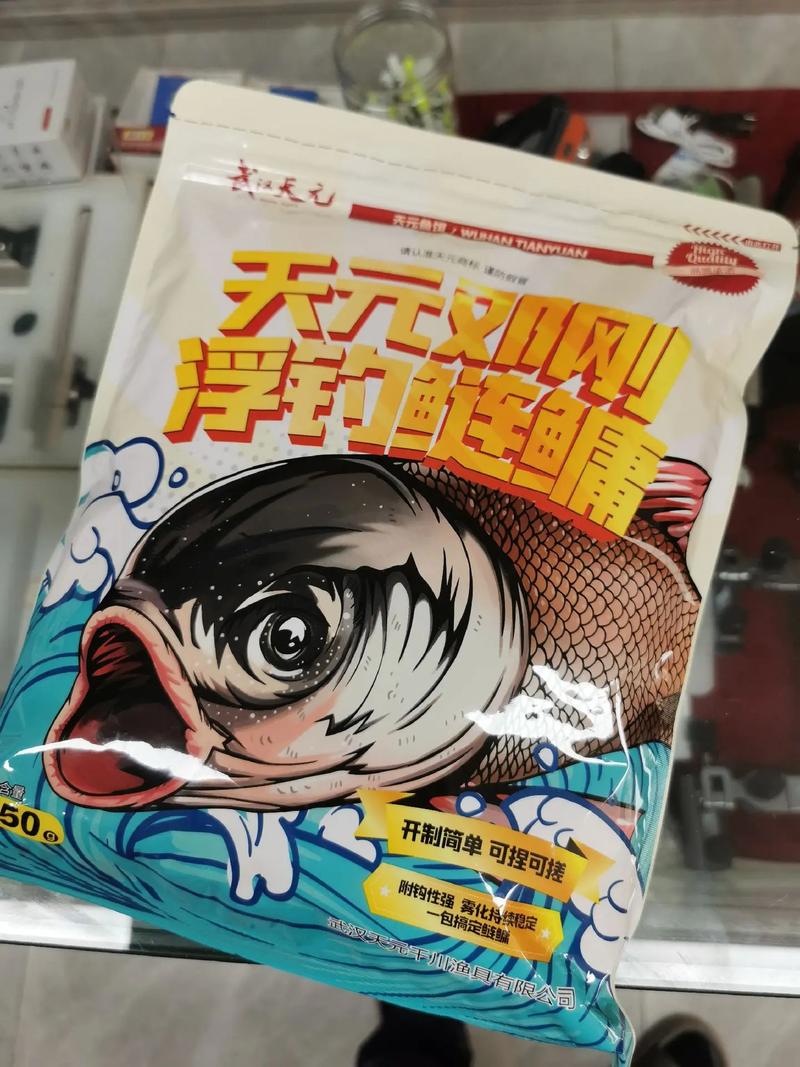 武汉天元
天元鱼饵 / WUHAN TIANYUAN
High
Quality
请认准天元商标 谨防假冒
天元邓刚
浮钓鲢鳙
含量
50g
开制简单 可捏可搓
附钩性强 雾化持续稳定
一包搞定鲢鳙
武汉天元千川渔具有限公司